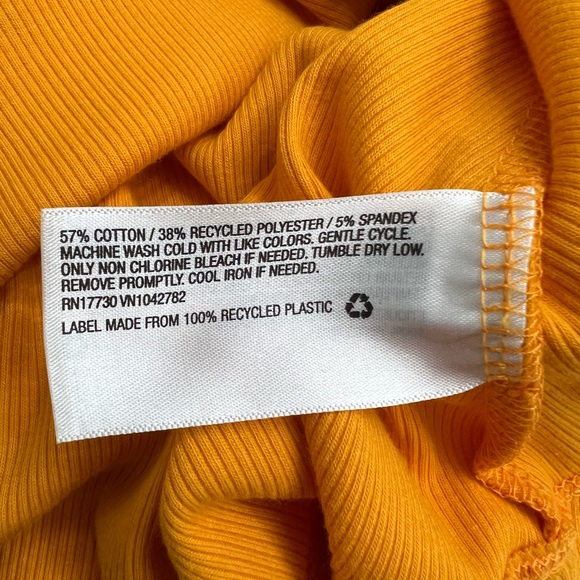 57% COTTON / 38% RECYCLED POLYESTER / 5% SPANDEX
MACHINE WASH COLD WITH LIKE COLORS. GENTLE CYCLE.
ONLY NON CHLORINE BLEACH IF NEEDED. TUMBLE DRY LOW.
REMOVE PROMPTLY. COOL IRON IF NEEDED.
RN17730 VN1042782
LABEL MADE FROM 100% RECYCLED PLASTIC